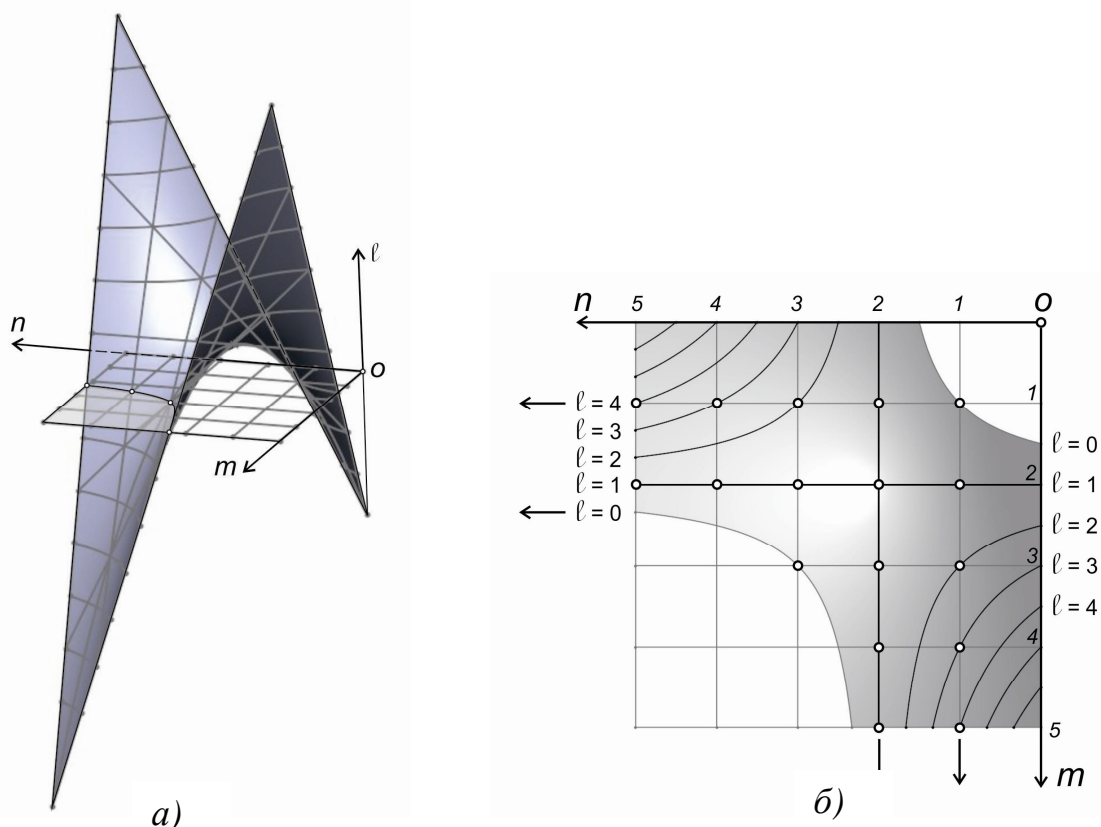 ℓ
n
o
m
а)
n 5 4 3 2 1 o
1
ℓ = 4
ℓ = 3
ℓ = 2
ℓ = 1
ℓ = 0
ℓ = 0
2 ℓ = 1
ℓ = 2
3 ℓ = 3
ℓ = 4
4
5
m
б)